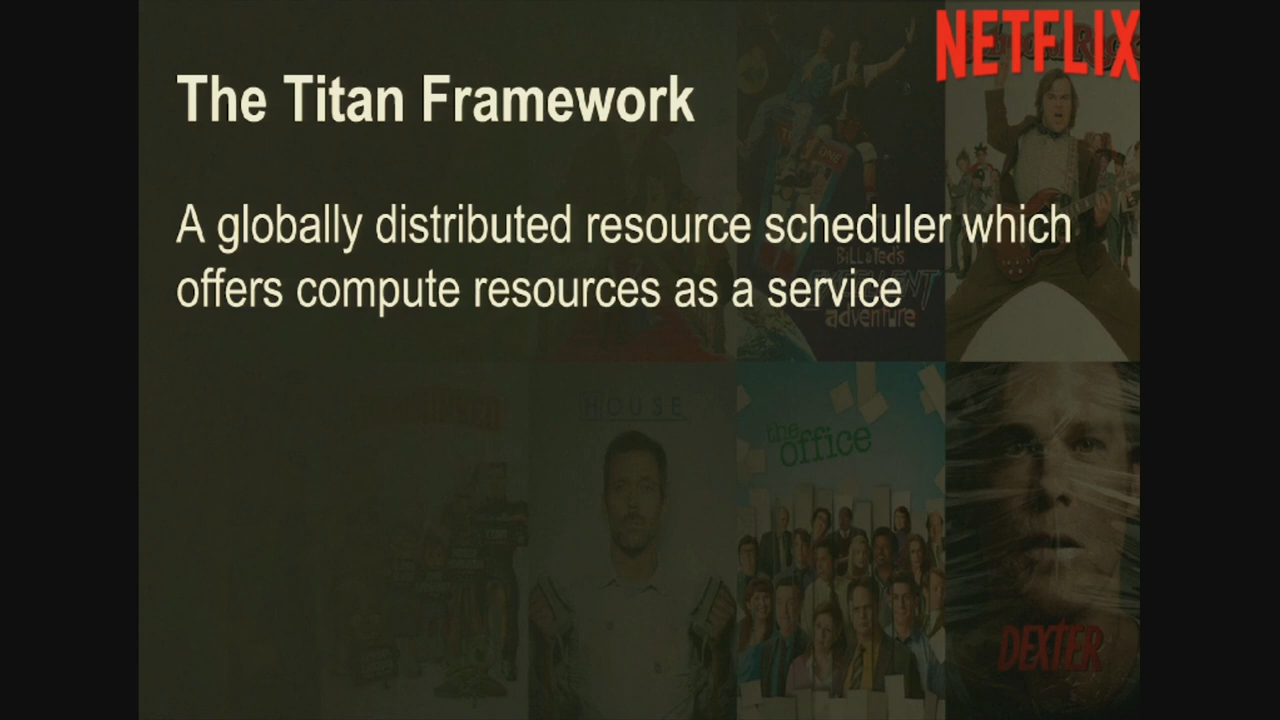 NETFLIX
The Titan Framework
A globally distributed resource scheduler which
offers compute resources as a service
BILL & TED'S
EXCELLENT
adventure
HOUSE
the
office
DEXTER